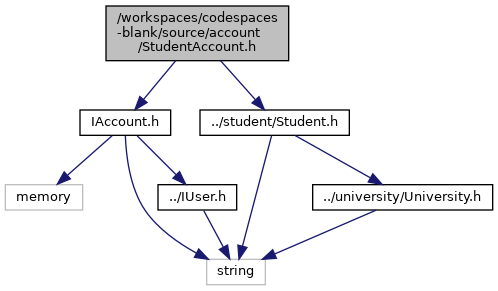 /workspaces/codespaces
-blank/source/account
/StudentAccount.h
IAccount.h
../student/Student.h
memory
../IUser.h
../university/University.h
string